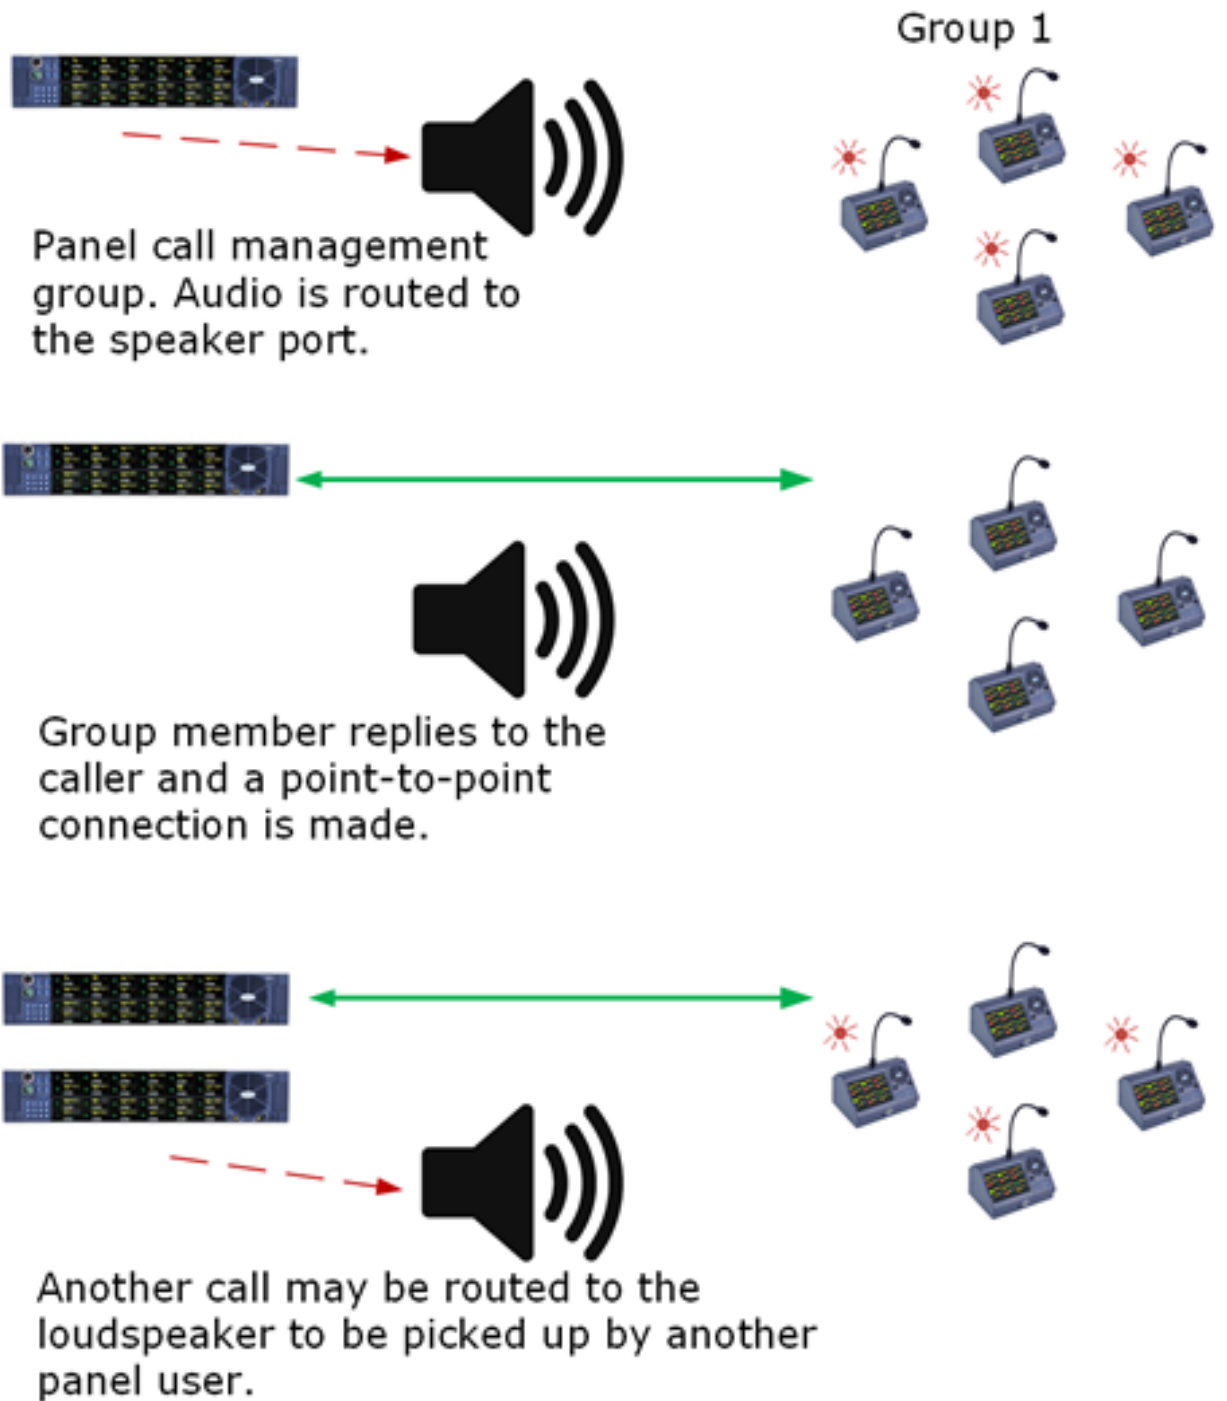 Group 1
Panel call management
group. Audio is routed to
the speaker port.
Group member replies to the
caller and a point-to-point
connection is made.
Another call may be routed to the
loudspeaker to be picked up by another
panel user.